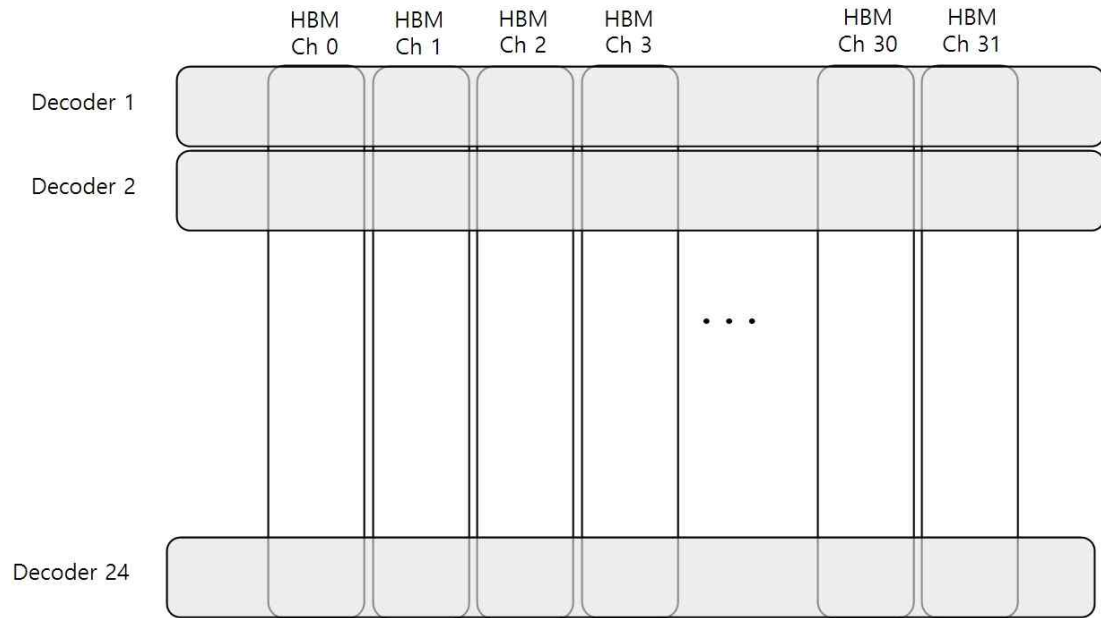 HBM
Ch 0
HBM
Ch 1
HBM
Ch 2
HBM
Ch 3
HBM
Ch 30
HBM
Ch 31
Decoder 1
Decoder 2
. . .
Decoder 24